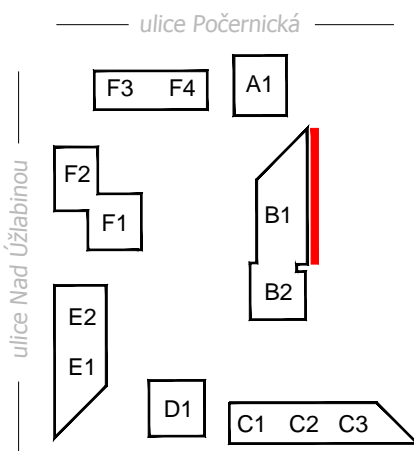 ulice Počernická
F3 F4 A1
ulice Nad Úžlabinou
F2
F1
B1
B2
E2
E1
D1
C1 C2 C3